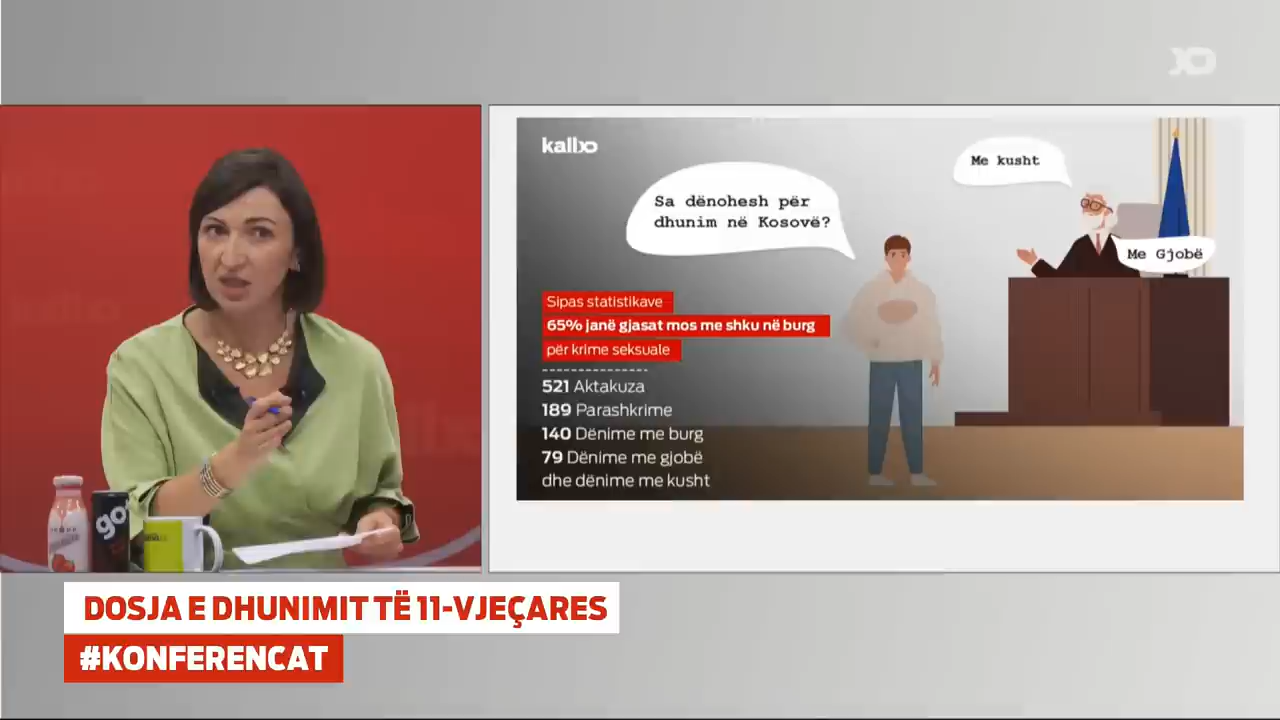 XO
kallxo
Me kusht
Sa dënohesh për
dhunim në Kosovë?
Me Gjobë
Sipas statistikave
65% janë gjasat mos me shku në burg
për krime seksuale
521 Aktakuza
189 Parashkrime
140 Dënime me burg
79 Dënime me gjobë
dhe dënime me kusht
go!
DOSJA E DHUNIMIT TË 11-VJEÇARES
#KONFERENCAT